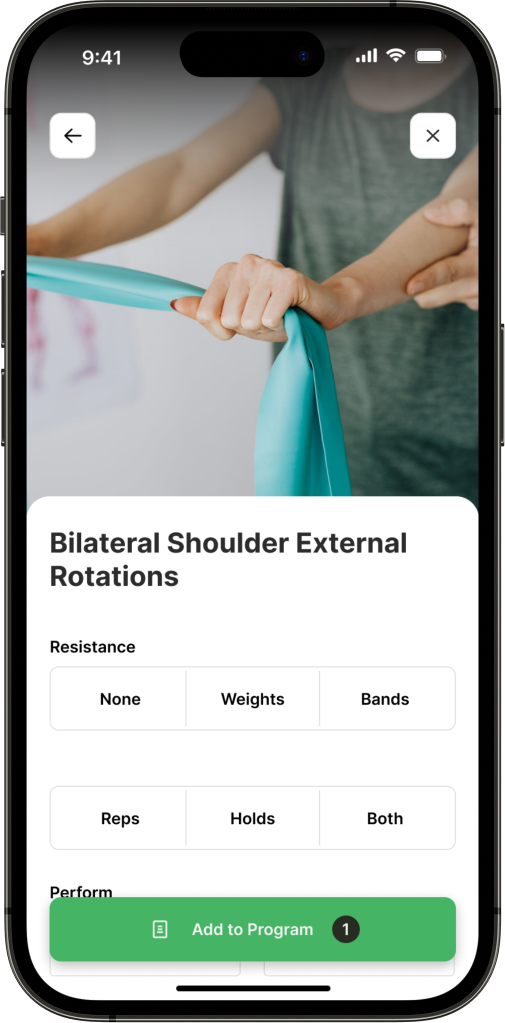 9:41
Bilateral Shoulder External
Rotations
Resistance
None Weights Bands
Reps Holds Both
Perform
Add to Program 1